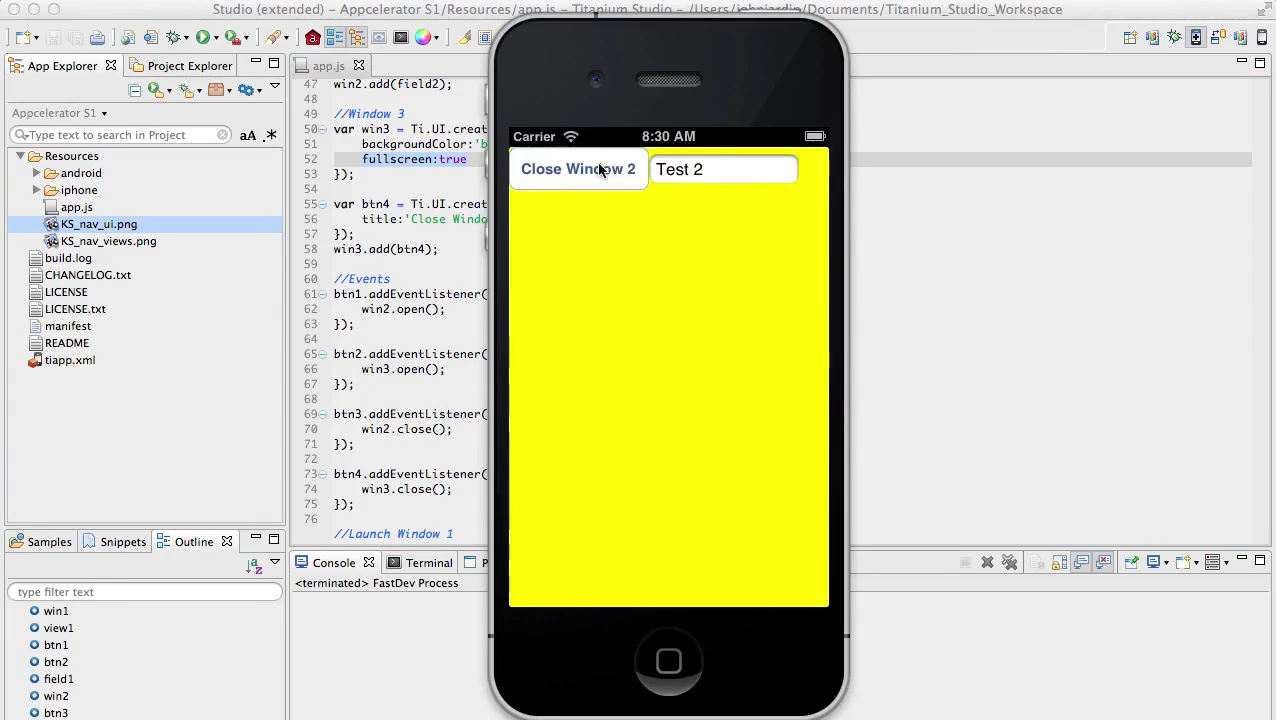 Studio (extended) – Appcelerator S1/Resources/app.js – Titanium Studio – /Users/johnjardin/Documents/Titanium_Studio_Workspace
App Explorer
Project Explorer
Appcelerator S1
Type text to search in Project
aA .*
Resources
android
iphone
app.js
KS_nav_ui.png
KS_nav_views.png
build.log
CHANGELOG.txt
LICENSE
LICENSE.txt
manifest
README
tiapp.xml
Samples
Snippets
Outline
type filter text
win1
view1
btn1
btn2
field1
win2
btn3
app.js
47 win2.add(field2);
48
49 //Window 3
50 var win3 = Ti.UI.creat
51 backgroundColor:'b
52 fullscreen:true
53 });
54
55 var btn4 = Ti.UI.creat
56 title:'Close Windo
57 });
58 win3.add(btn4);
59
60 //Events
61 btn1.addEventListener(
62 win2.open();
63 });
64
65 btn2.addEventListener(
66 win3.open();
67 });
68
69 btn3.addEventListener(
70 win2.close();
71 });
72
73 btn4.addEventListener(
74 win3.close();
75 });
76
//Launch Window 1
Carrier
8:30 AM
Close Window 2
Test 2
Console
Terminal
P
<terminated> FastDev Process